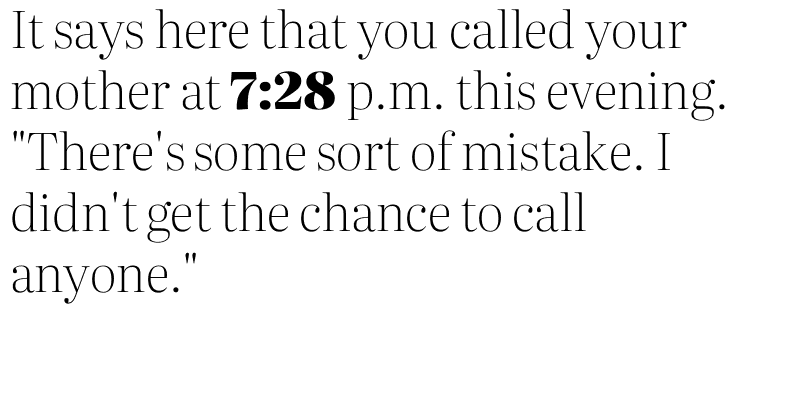 It says here that you called your
mother at 7:28 p.m. this evening.
"There's some sort of mistake. I
didn't get the chance to call
anyone."